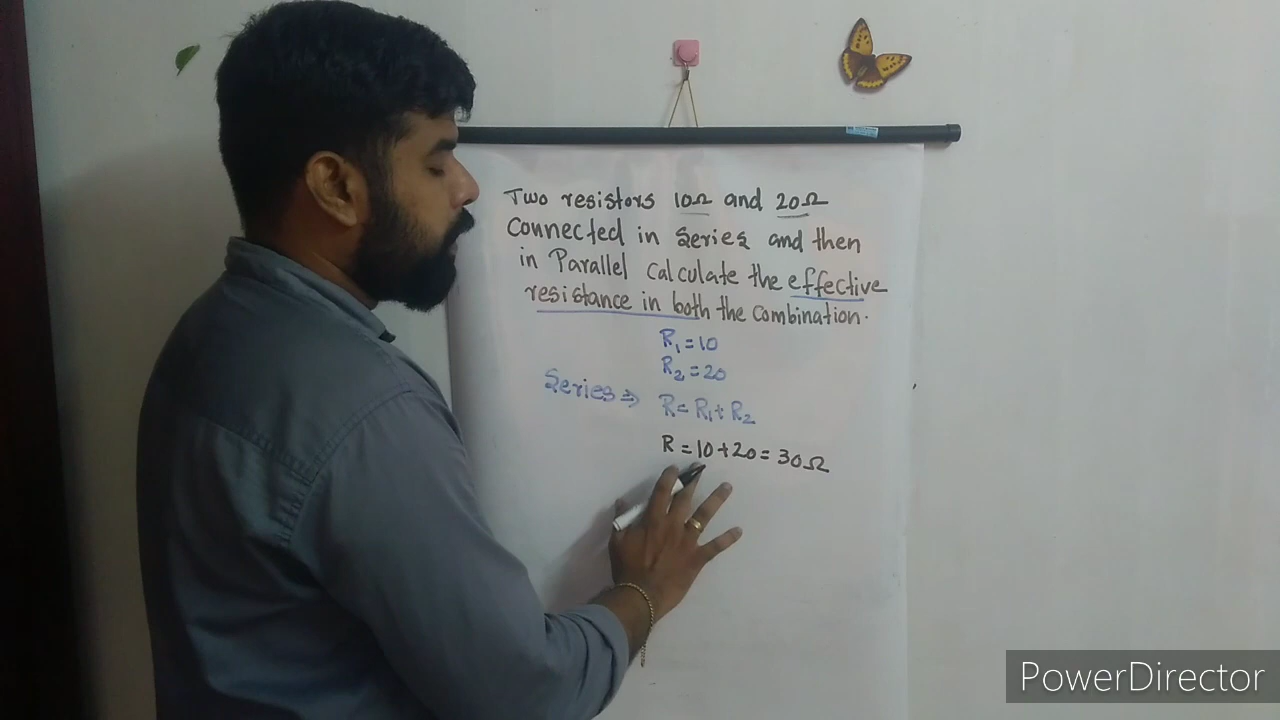 Two resistors 10Ω and 20Ω
Connected in Series and then
in Parallel Calculate the effective
resistance in both the Combination.
R₁ = 10
R₂ = 20
Series ⇒ R = R₁ + R₂
R = 10 + 20 = 30Ω
PowerDirector